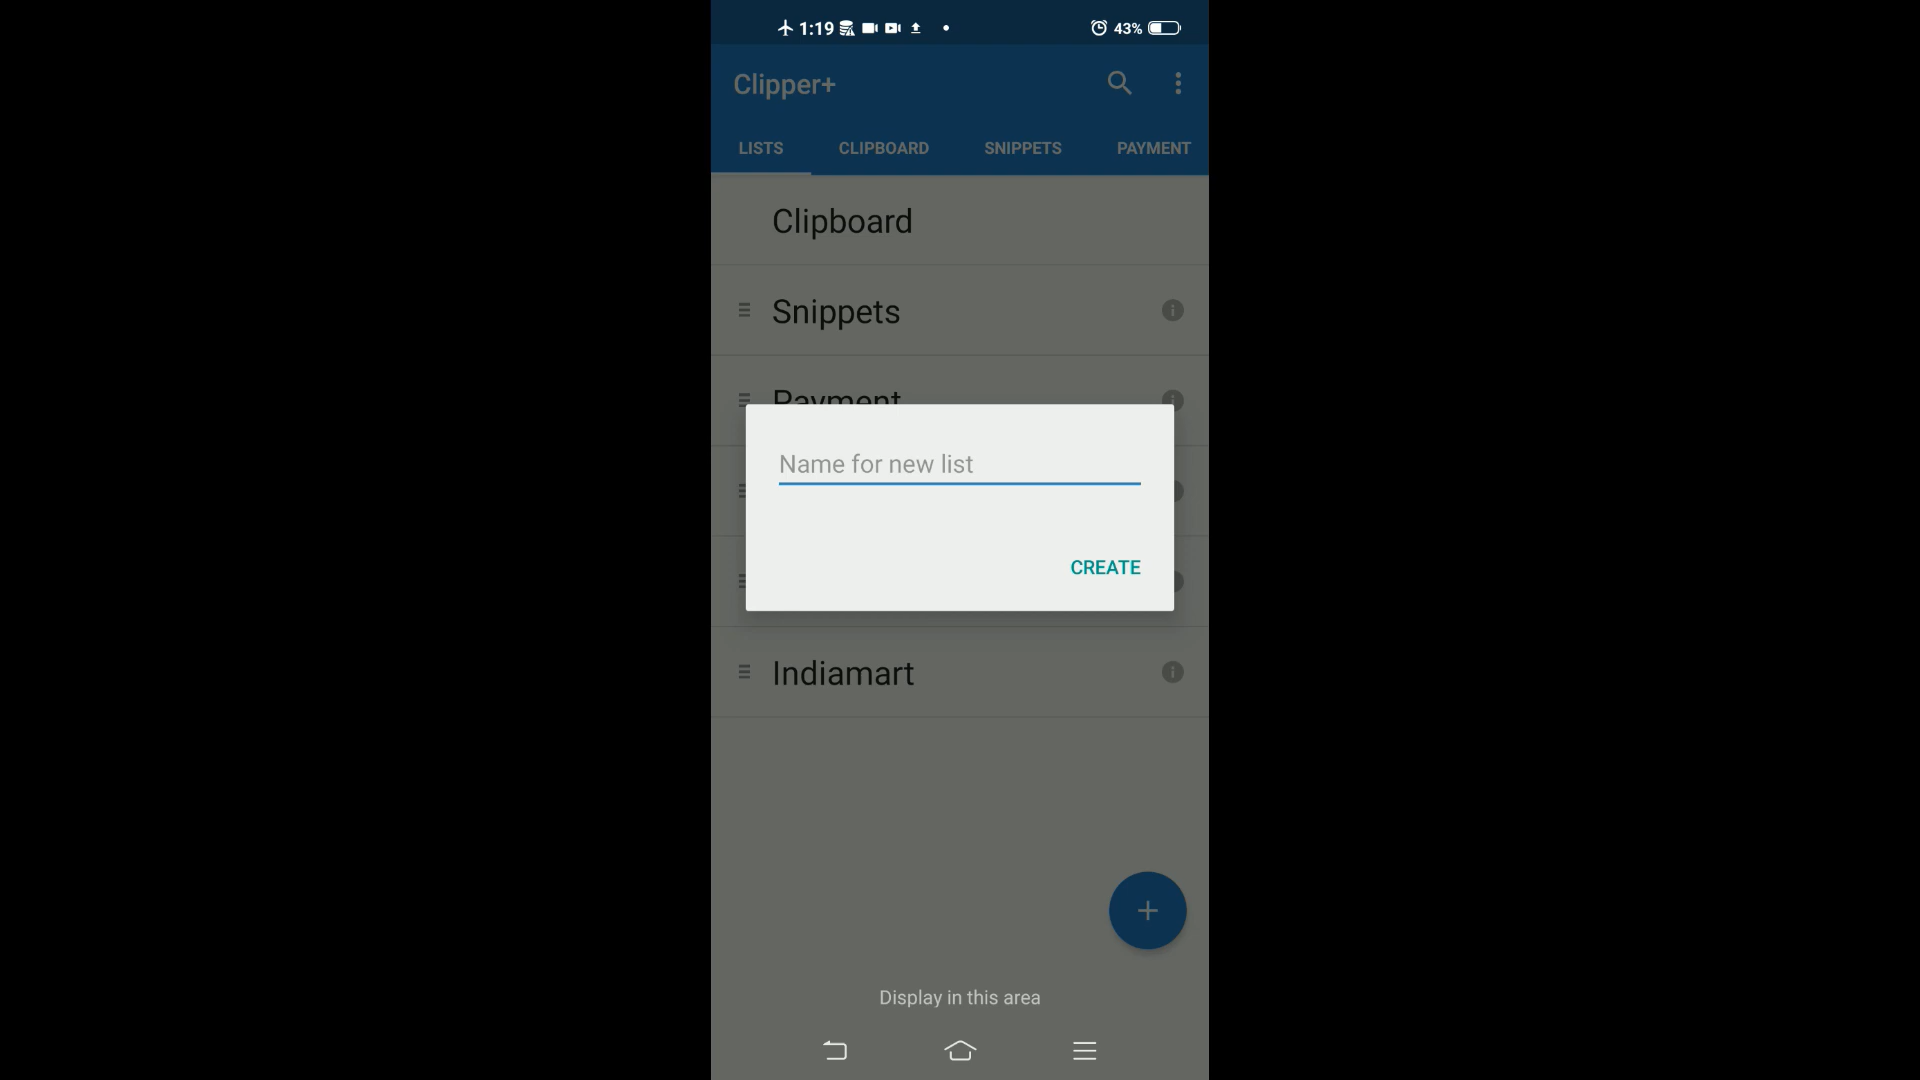 1:19
43%
Clipper+
LISTS CLIPBOARD SNIPPETS PAYMENT
Clipboard
Snippets
Payment
Name for new list
CREATE
Indiamart
+
Display in this area